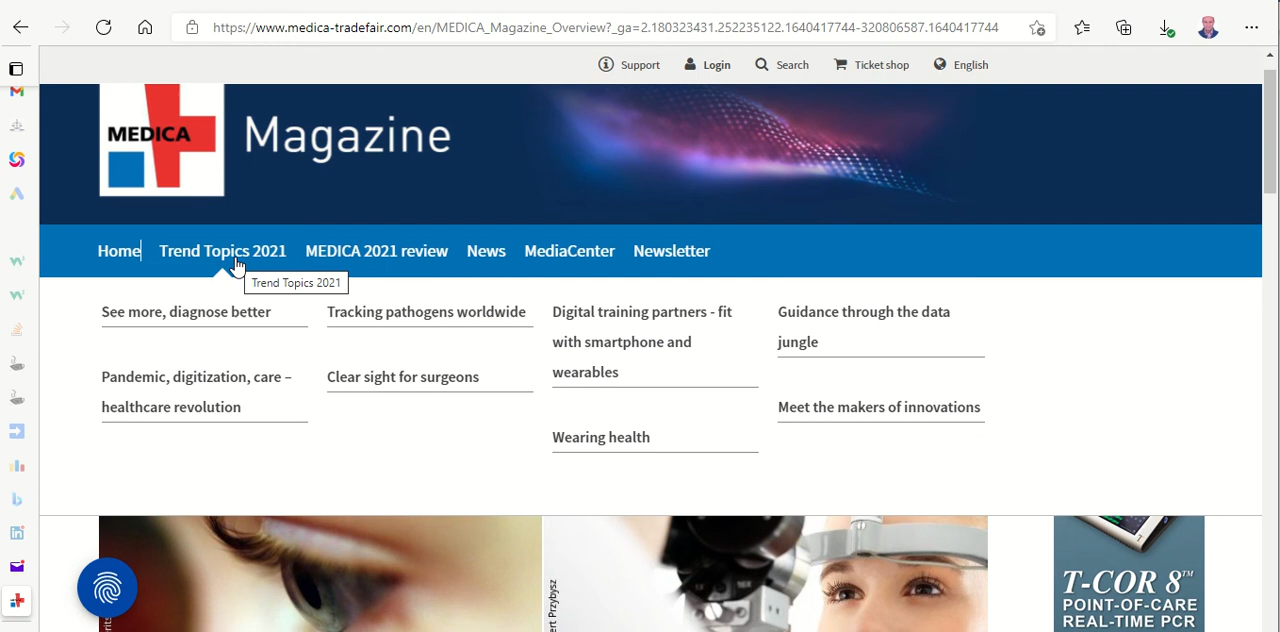 https://www.medica-tradefair.com/en/MEDICA_Magazine_Overview?_ga=2.180323431.252235122.1640417744-320806587.1640417744
Support Login Search Ticket shop English
MEDICA
Magazine
Home Trend Topics 2021 MEDICA 2021 review News MediaCenter Newsletter
Trend Topics 2021
See more, diagnose better
Pandemic, digitization, care –
healthcare revolution
Tracking pathogens worldwide
Clear sight for surgeons
Digital training partners - fit
with smartphone and
wearables
Wearing health
Guidance through the data
jungle
Meet the makers of innovations
ert Przybysz
T-COR 8™
POINT-OF-CARE
REAL-TIME PCR